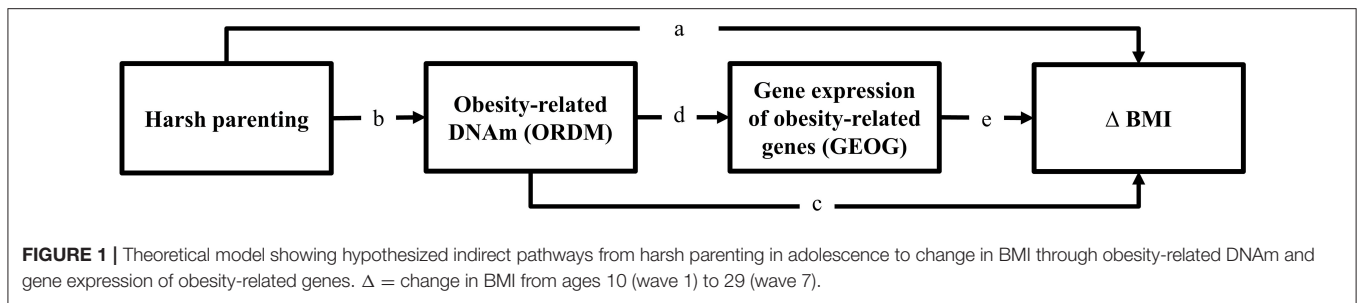 a
Harsh parenting
b
Obesity-related
DNAm (ORDM)
d
Gene expression
of obesity-related
genes (GEOG)
e
Δ BMI
c
FIGURE 1 | Theoretical model showing hypothesized indirect pathways from harsh parenting in adolescence to change in BMI through obesity-related DNAm and
gene expression of obesity-related genes. Δ = change in BMI from ages 10 (wave 1) to 29 (wave 7).